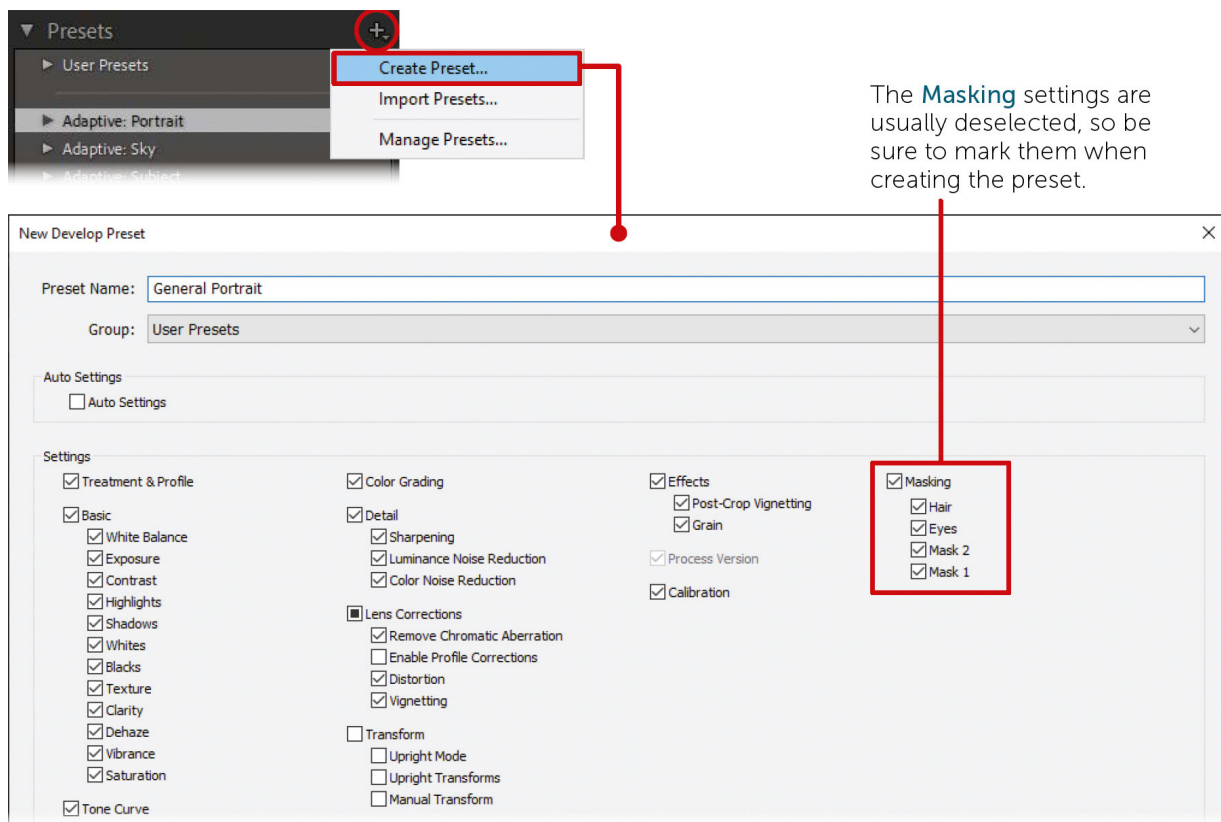 Presets
User Presets
Adaptive: Portrait
Adaptive: Sky
Adaptive: Subject
Create Preset...
Import Presets...
Manage Presets...
The Masking settings are
usually deselected, so be
sure to mark them when
creating the preset.
New Develop Preset
Preset Name: General Portrait
Group: User Presets
Auto Settings
Auto Settings
Settings
Treatment & Profile
Basic
White Balance
Exposure
Contrast
Highlights
Shadows
Whites
Blacks
Texture
Clarity
Dehaze
Vibrance
Saturation
Tone Curve
Color Grading
Detail
Sharpening
Luminance Noise Reduction
Color Noise Reduction
Lens Corrections
Remove Chromatic Aberration
Enable Profile Corrections
Distortion
Vignetting
Transform
Upright Mode
Upright Transforms
Manual Transform
Effects
Post-Crop Vignetting
Grain
Process Version
Calibration
Masking
Hair
Eyes
Mask 2
Mask 1